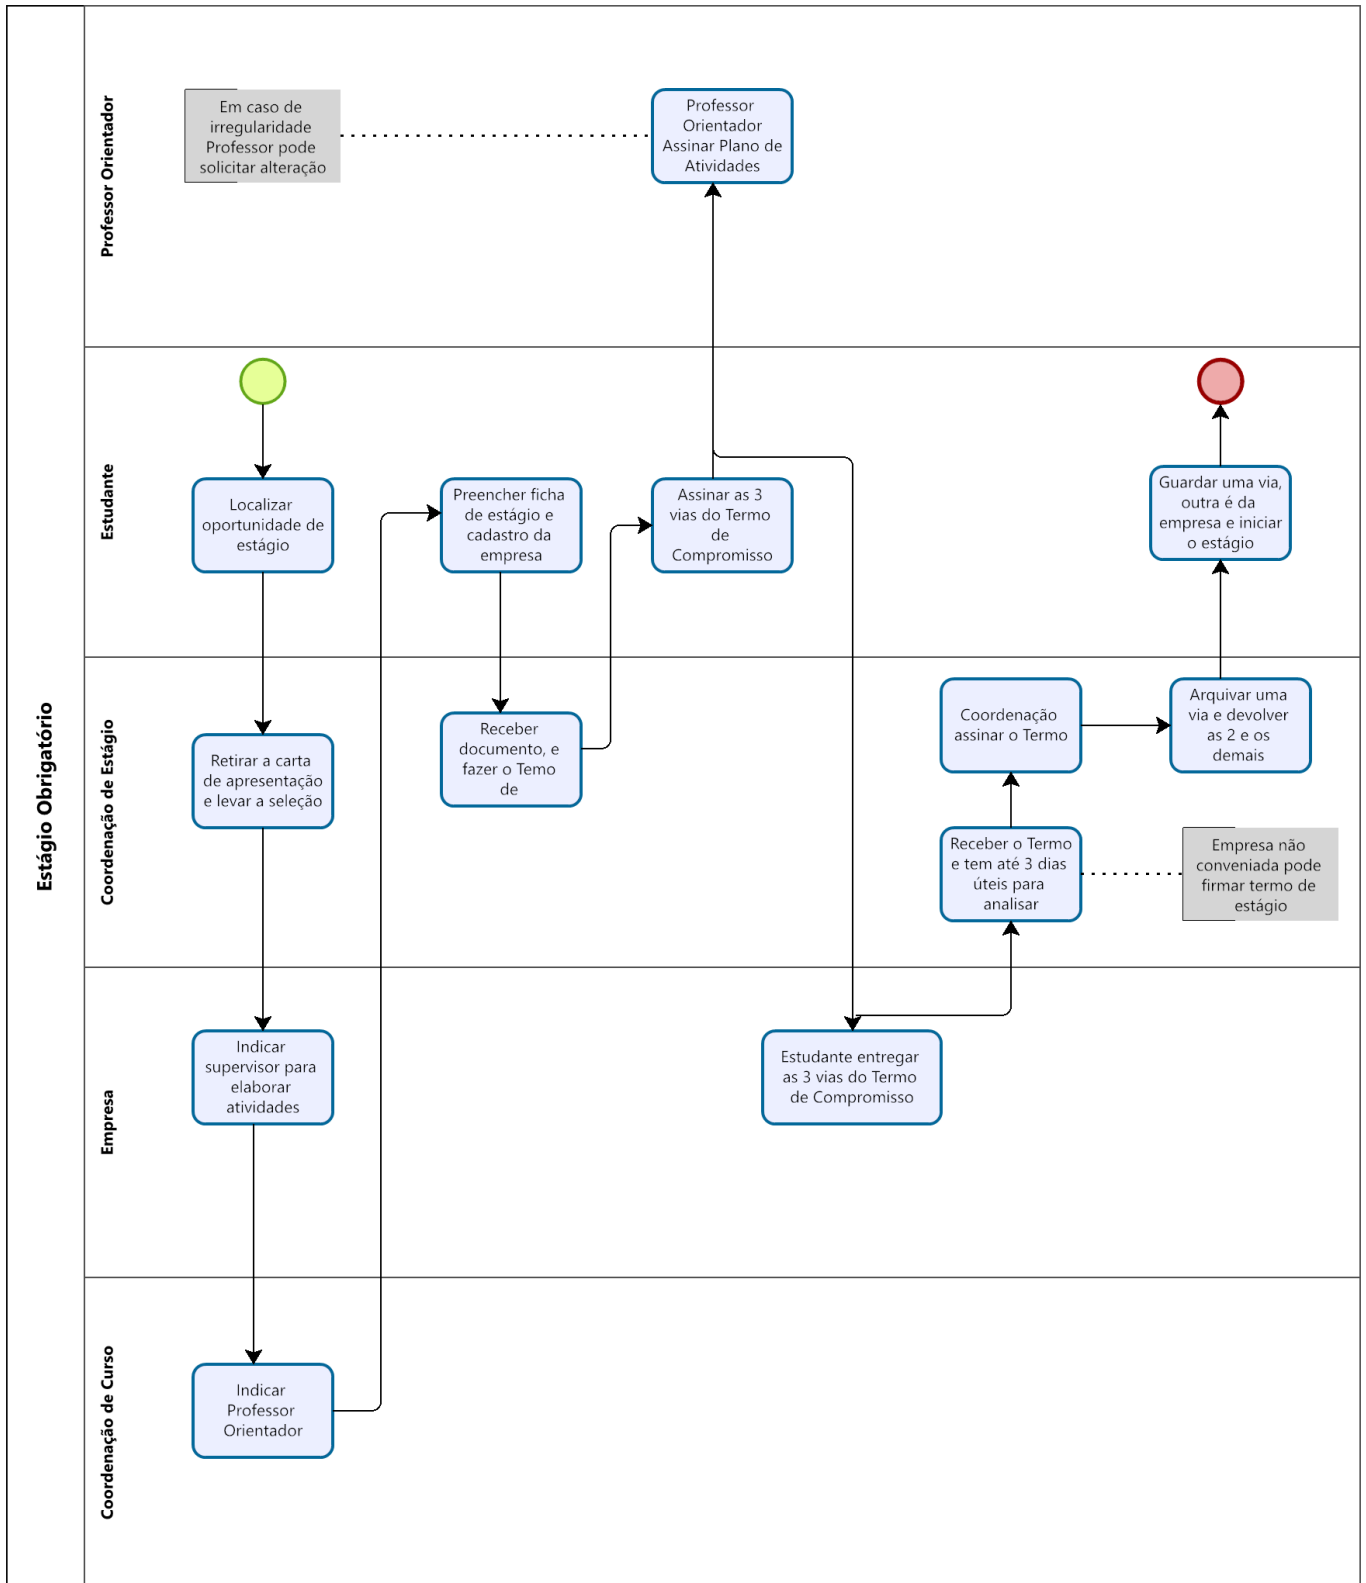 Estágio Obrigatório
Professor Orientador
Em caso de
irregularidade
Professor pode
solicitar alteração
Professor
Orientador
Assinar Plano de
Atividades
Estudante
Localizar
oportunidade de
estágio
Preencher ficha
de estágio e
cadastro da
empresa
Assinar as 3
vias do Termo
de
Compromisso
Guardar uma via,
outra é da
empresa e iniciar
o estágio
Coordenação de Estágio
Retirar a carta
de apresentação
e levar a seleção
Receber
documento, e
fazer o Temo
de
Coordenação
assinar o Termo
Arquivar uma
via e devolver
as 2 e os
demais
Receber o Termo
e tem até 3 dias
úteis para
analisar
Empresa não
conveniada pode
firmar termo de
estágio
Empresa
Indicar
supervisor para
elaborar
atividades
Estudante entregar
as 3 vias do Termo
de Compromisso
Coordenação de Curso
Indicar
Professor
Orientador